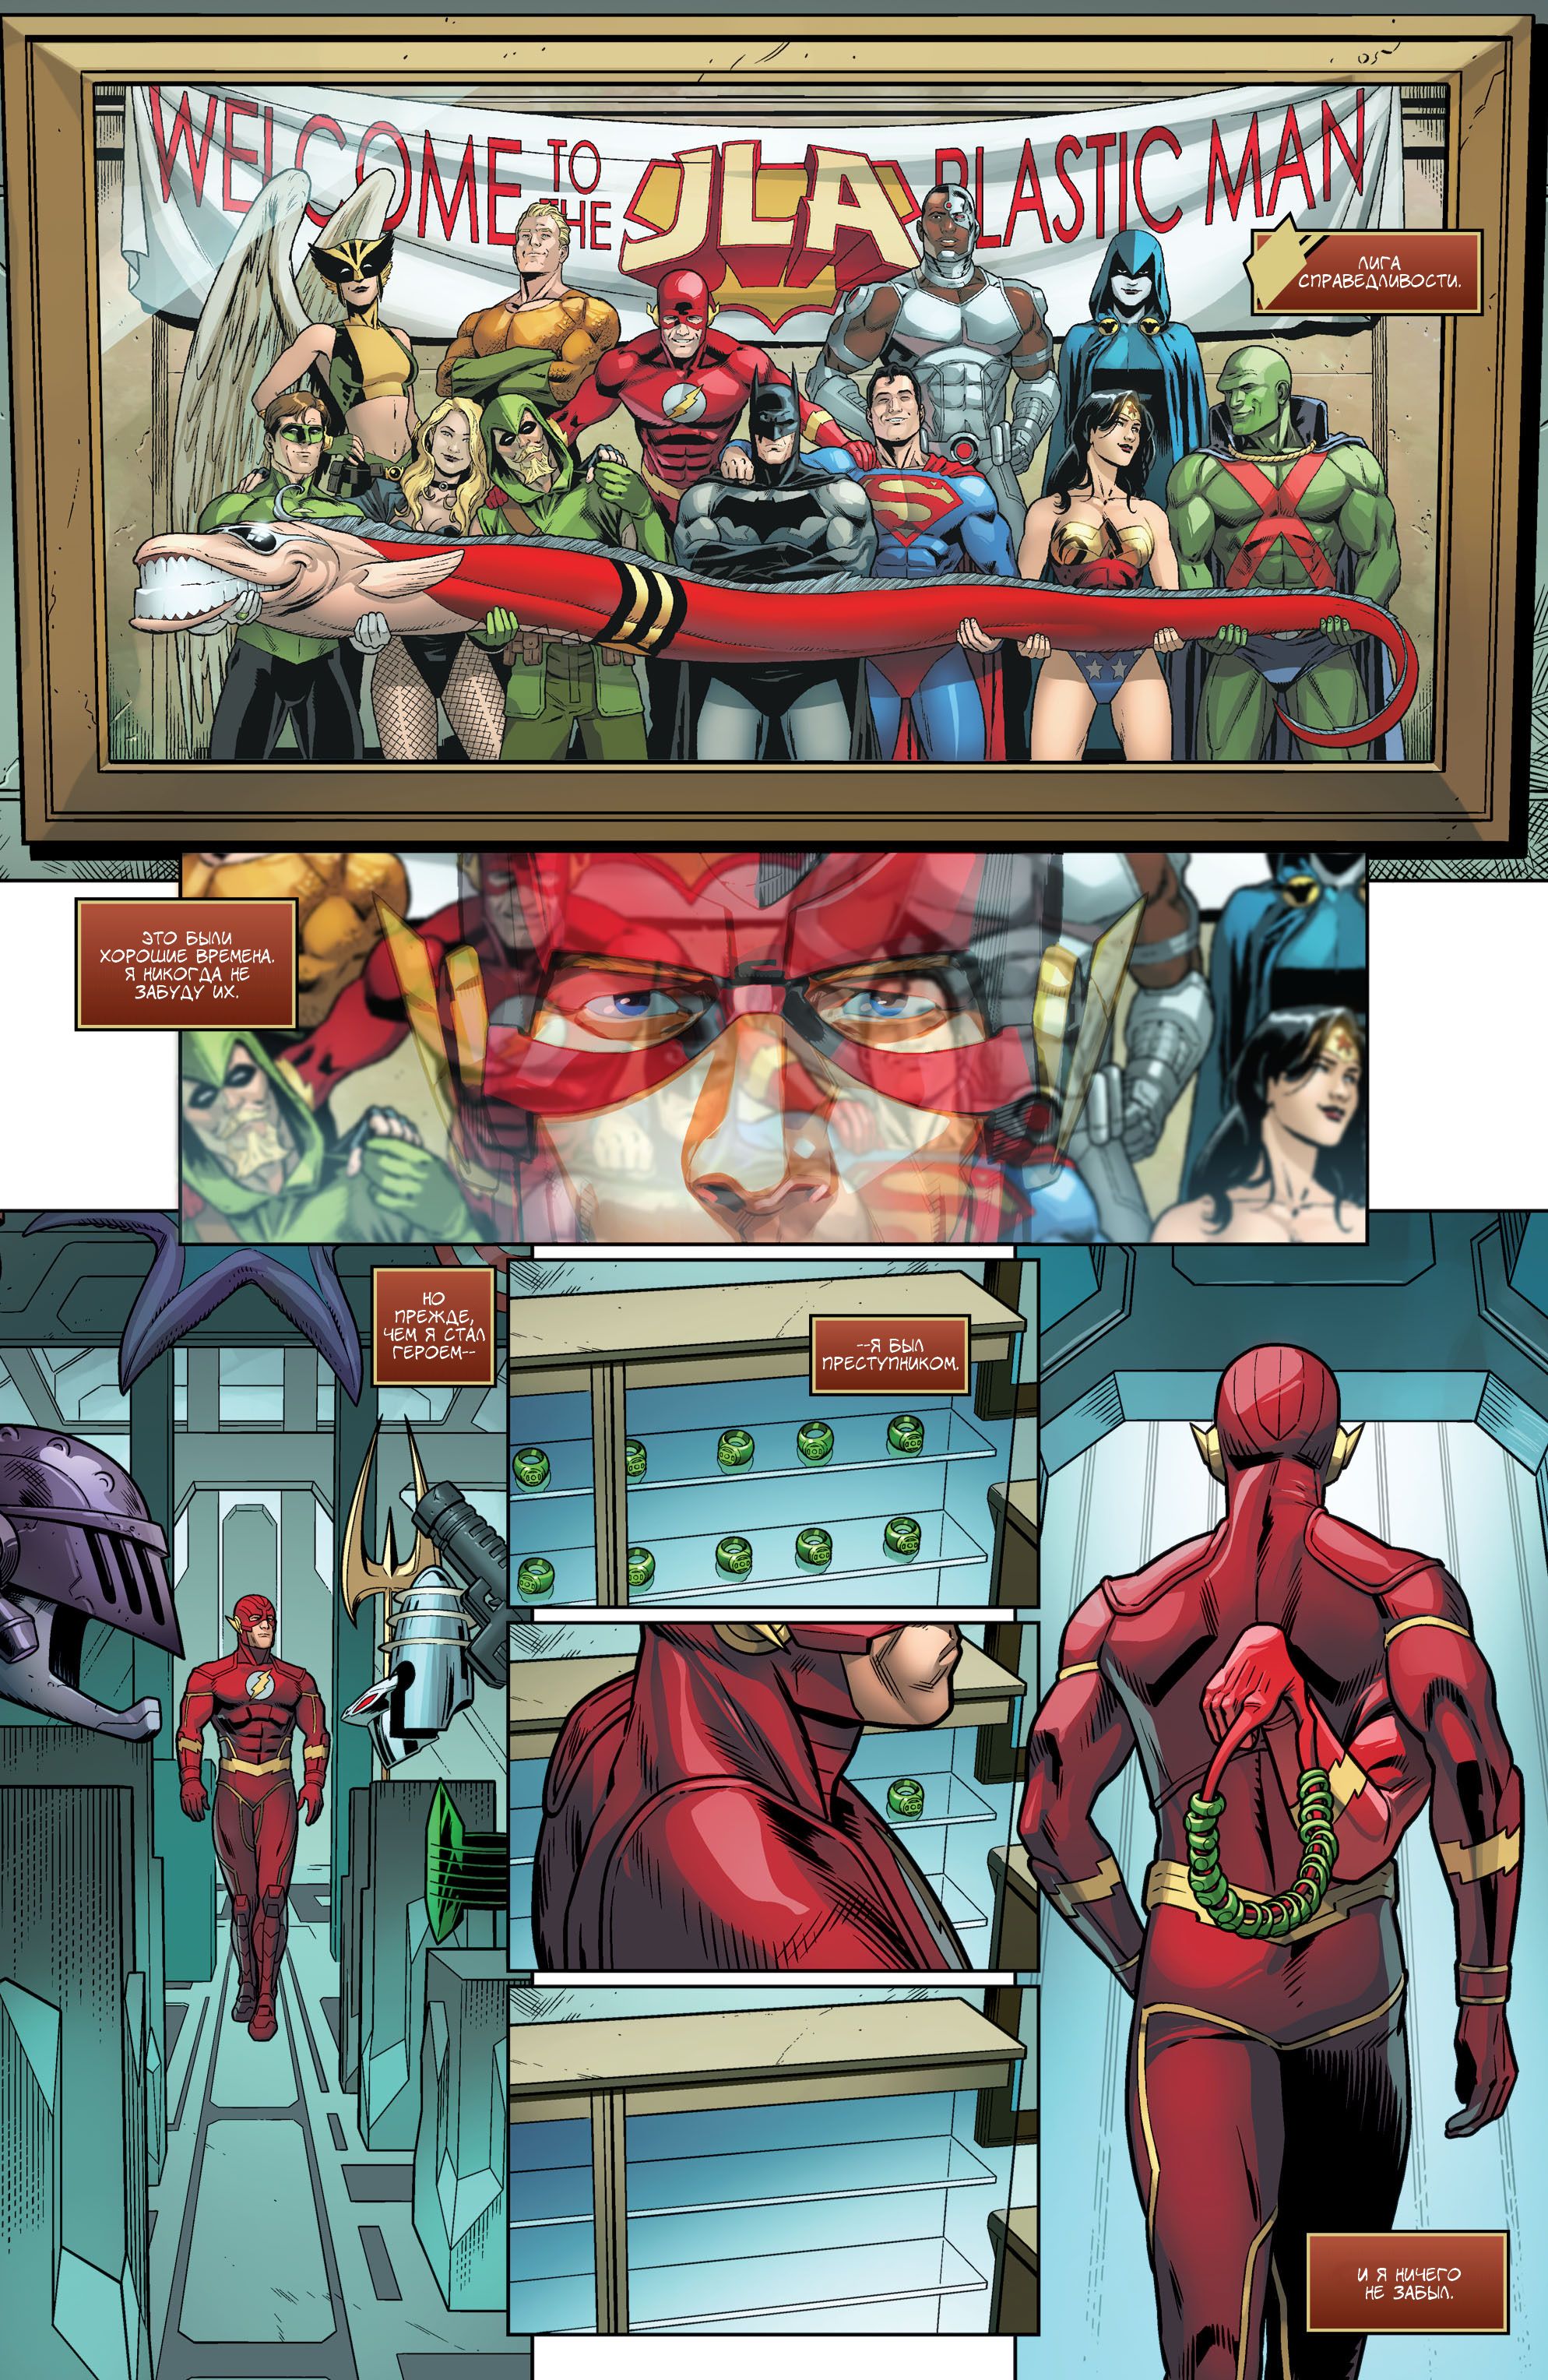 WELCOME TO THE JLA PLASTIC MAN
ЛИГА
СПРАВЕДЛИВОСТИ.
ЭТО БЫЛИ
ХОРОШИЕ ВРЕМЕНА.
Я НИКОГДА НЕ
ЗАБУДУ ИХ.
НО
ПРЕЖДЕ,
ЧЕМ Я СТАЛ
ГЕРОЕМ--
--Я БЫЛ
ПРЕСТУПНИКОМ.
И Я НИЧЕГО
НЕ ЗАБЫЛ.